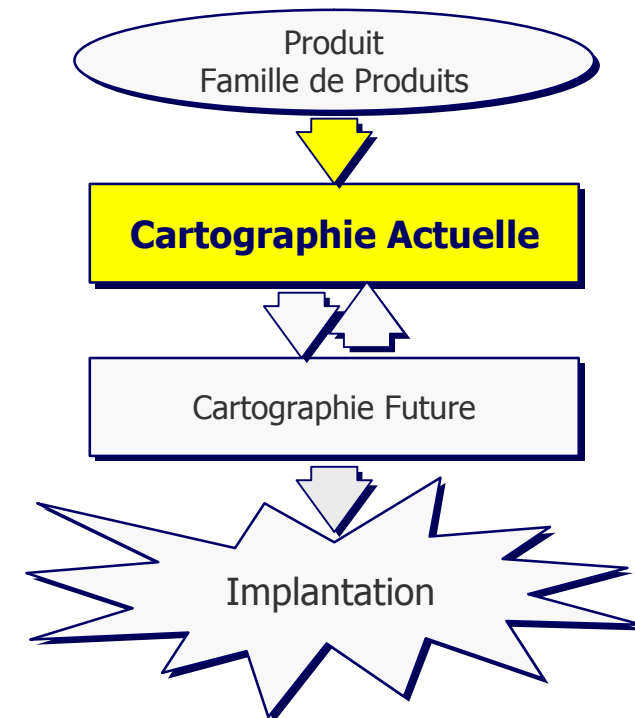 Produit
Famille de Produits
Cartographie Actuelle
Cartographie Future
Implantation